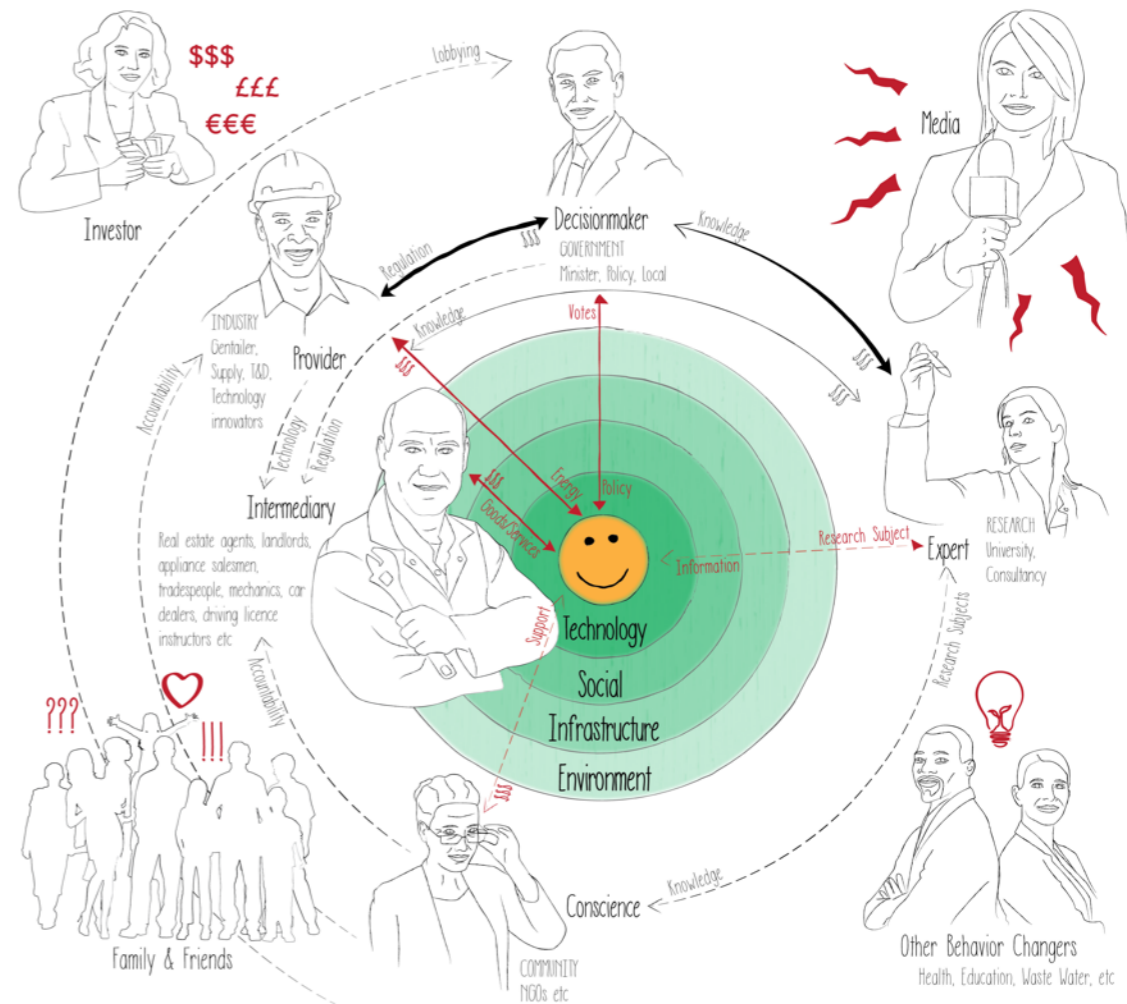 $$$
£££
€€€
Investor
Lobbying
Decisionmaker
GOVERNMENT
Minister, Policy, Local
Media
Regulation
$$$
Knowledge
$$$
INDUSTRY
Gentailer,
Supply, T&D,
Technology
innovators
Provider
Accountability
Knowledge
$$$
Votes
$$$
Technology
Regulation
Intermediary
Real estate agents, landlords,
appliance salesmen,
tradespeople, mechanics, car
dealers, driving licence
instructors etc
$$$
Goods/Services
Energy
Policy
Research Subject
Information
Expert
RESEARCH
University,
Consultancy
Support
$$$
Technology
Social
Infrastructure
Environment
Accountability
Research Subjects
???
!!!
Family & Friends
Knowledge
Conscience
COMMUNITY
NGOs etc
Other Behavior Changers
Health, Education, Waste Water, etc